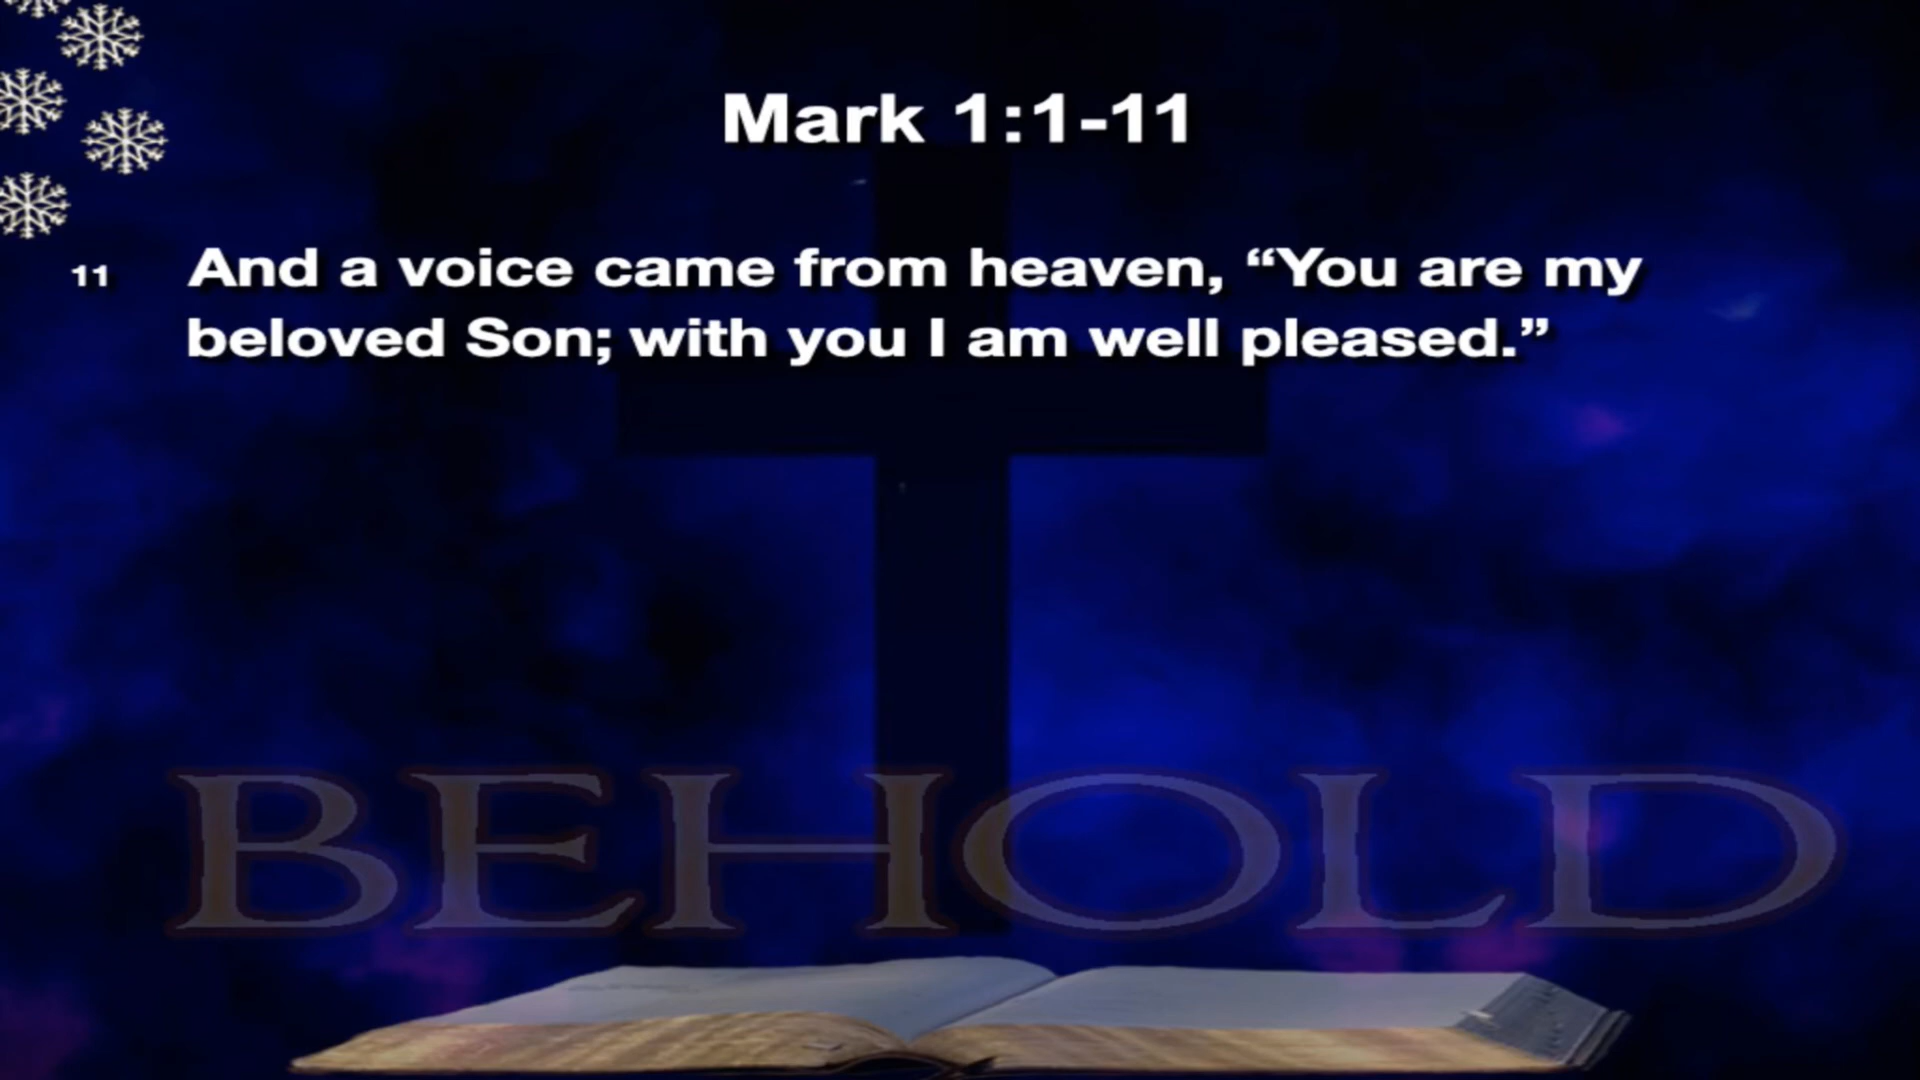 Mark 1:1-11
11 And a voice came from heaven, “You are my
beloved Son; with you I am well pleased.”
BEHOLD